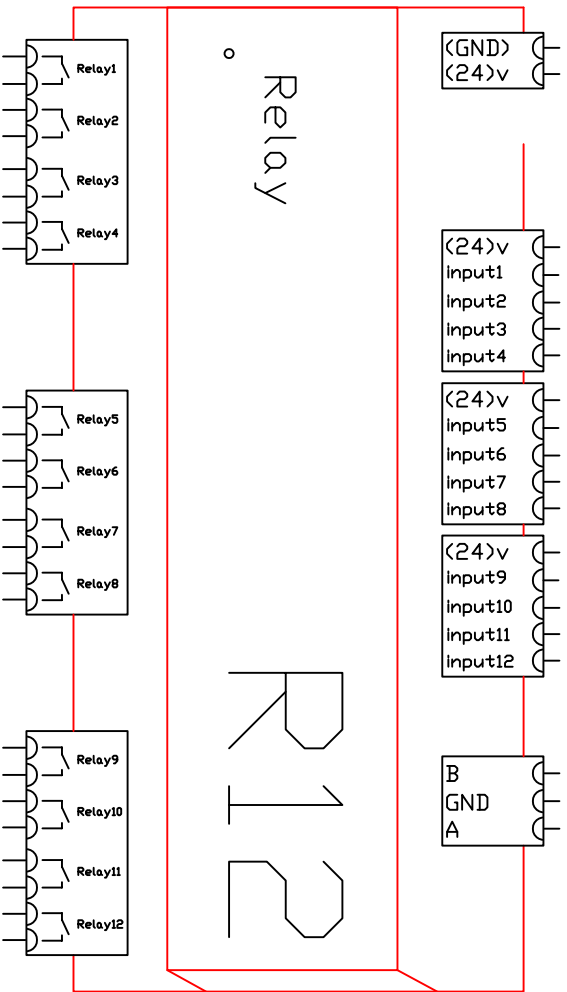 Relay1
Relay2
Relay3
Relay4
Relay5
Relay6
Relay7
Relay8
Relay9
Relay10
Relay11
Relay12
Relay
R12
(GND)
(24)v
(24)v
input1
input2
input3
input4
(24)v
input5
input6
input7
input8
(24)v
input9
input10
input11
input12
B
GND
A